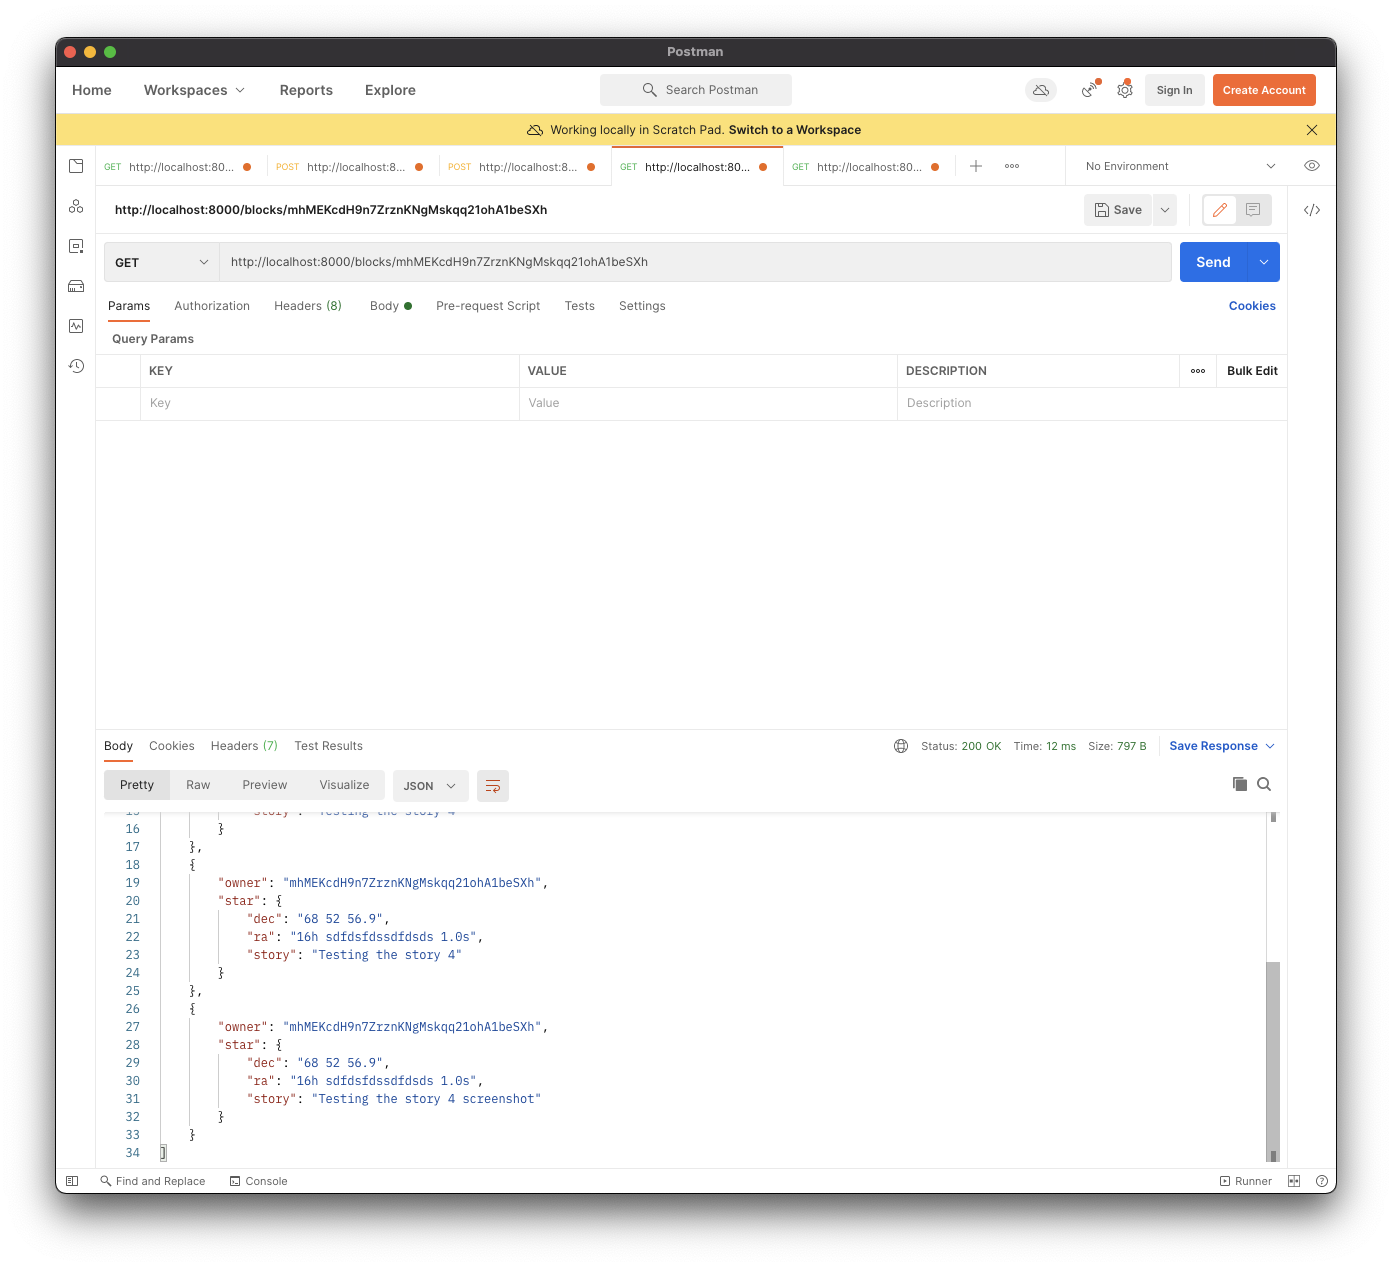 Postman
Home Workspaces Reports Explore Search Postman Sign In Create Account
Working locally in Scratch Pad. Switch to a Workspace
GET http://localhost:80... POST http://localhost:8... POST http://localhost:8... GET http://localhost:80... GET http://localhost:80... No Environment
http://localhost:8000/blocks/mhMEKcdH9n7ZrznKNgMskqq21ohA1beSXh Save
GET http://localhost:8000/blocks/mhMEKcdH9n7ZrznKNgMskqq21ohA1beSXh Send
Params Authorization Headers (8) Body Pre-request Script Tests Settings Cookies
Query Params
KEY VALUE DESCRIPTION Bulk Edit
Key Value Description
Body Cookies Headers (7) Test Results Status: 200 OK Time: 12 ms Size: 797 B Save Response
Pretty Raw Preview Visualize JSON
15 "story": "Testing the story 4"
16 }
17 },
18 {
19 "owner": "mhMEKcdH9n7ZrznKNgMskqq21ohA1beSXh",
20 "star": {
21 "dec": "68 52 56.9",
22 "ra": "16h sdfdsfdssdfdsds 1.0s",
23 "story": "Testing the story 4"
24 }
25 },
26 {
27 "owner": "mhMEKcdH9n7ZrznKNgMskqq21ohA1beSXh",
28 "star": {
29 "dec": "68 52 56.9",
30 "ra": "16h sdfdsfdssdfdsds 1.0s",
31 "story": "Testing the story 4 screenshot"
32 }
33 }
34 ]
Find and Replace Console Runner